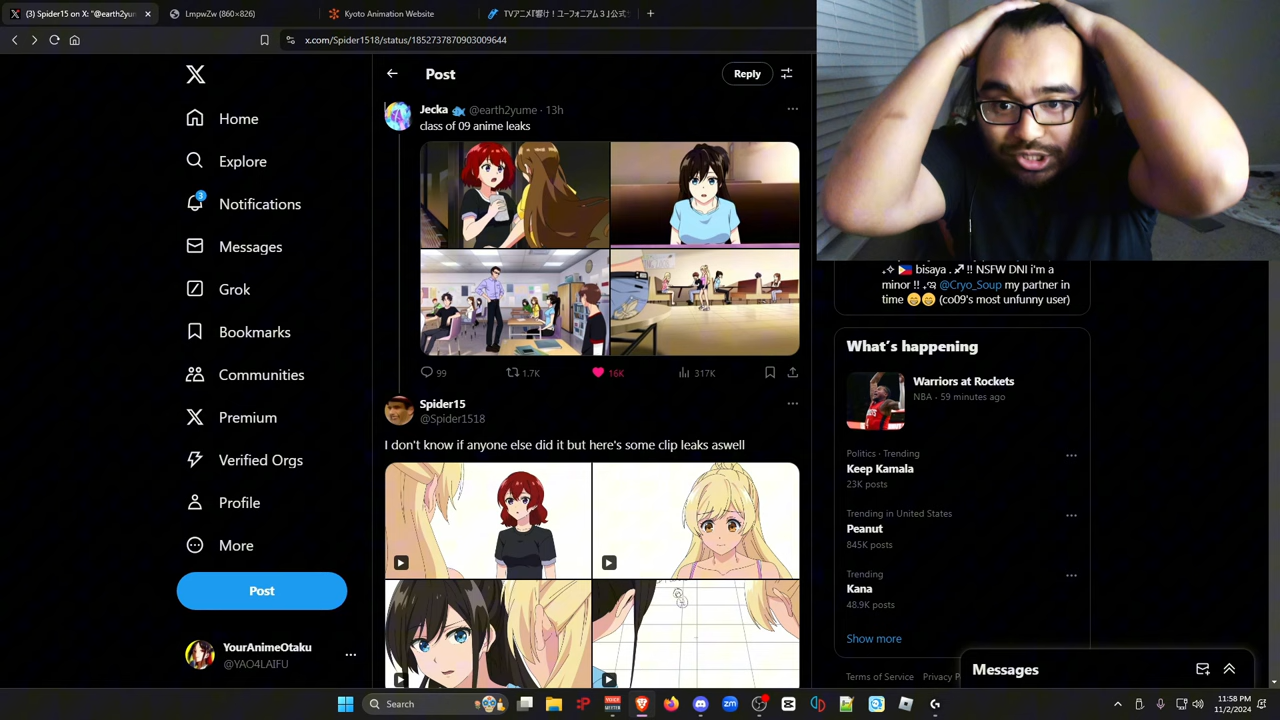 (3) Spider15 on X: "@earth2yum
LmpwZw (860×826)
Kyoto Animation Website
TVアニメ『響け！ユーフォニアム３』公式
x.com/Spider1518/status/1852737870903009644
Post
Reply
Home
Explore
3
Notifications
Messages
Grok
Bookmarks
Communities
Premium
Verified Orgs
Profile
More
Post
YourAnimeOtaku
@YAO4LAIFU
Jecka 🐟 @earth2yume · 13h
class of 09 anime leaks
99 1.7K 16K 317K
Spider15
@Spider1518
I don't know if anyone else did it but here's some clip leaks aswell
bisaya . ♐ !! NSFW DNI i'm a
minor !! @Cryo_Soup my partner in
time 😁😁 (co09's most unfunny user)
What's happening
Warriors at Rockets
NBA · 59 minutes ago
Politics · Trending
Keep Kamala
23K posts
Trending in United States
Peanut
845K posts
Trending
Kana
48.9K posts
Show more
Terms of Service Privacy P
Messages
Search
VOICE
MEETER
zm
11:58 PM
11/2/2024